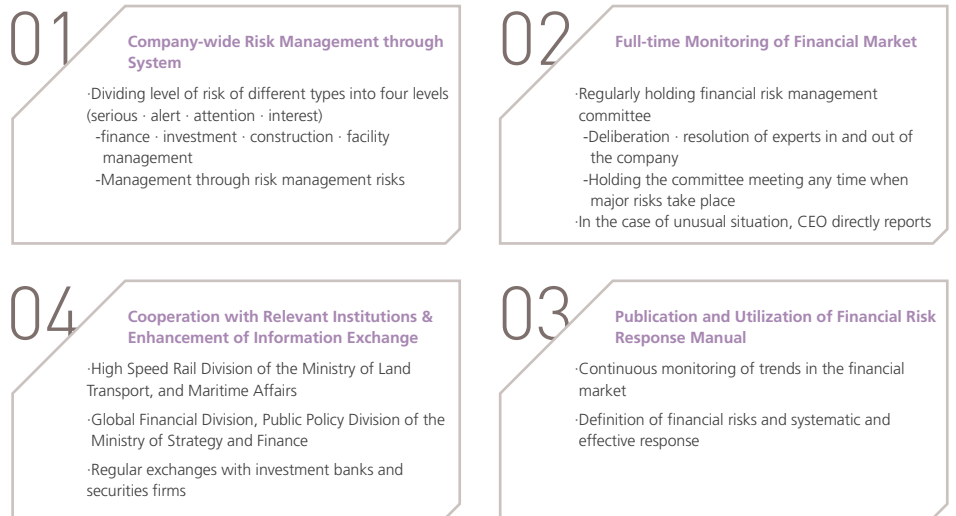 01
Company-wide Risk Management through
System
·Dividing level of risk of different types into four levels
(serious · alert · attention · interest)
-finance · investment · construction · facility
management
-Management through risk management risks
02
Full-time Monitoring of Financial Market
·Regularly holding financial risk management
committee
-Deliberation · resolution of experts in and out of
the company
-Holding the committee meeting any time when
major risks take place
·In the case of unusual situation, CEO directly reports
04
Cooperation with Relevant Institutions &
Enhancement of Information Exchange
·High Speed Rail Division of the Ministry of Land
Transport, and Maritime Affairs
·Global Financial Division, Public Policy Division of the
Ministry of Strategy and Finance
·Regular exchanges with investment banks and
securities firms
03
Publication and Utilization of Financial Risk
Response Manual
·Continuous monitoring of trends in the financial
market
·Definition of financial risks and systematic and
effective response